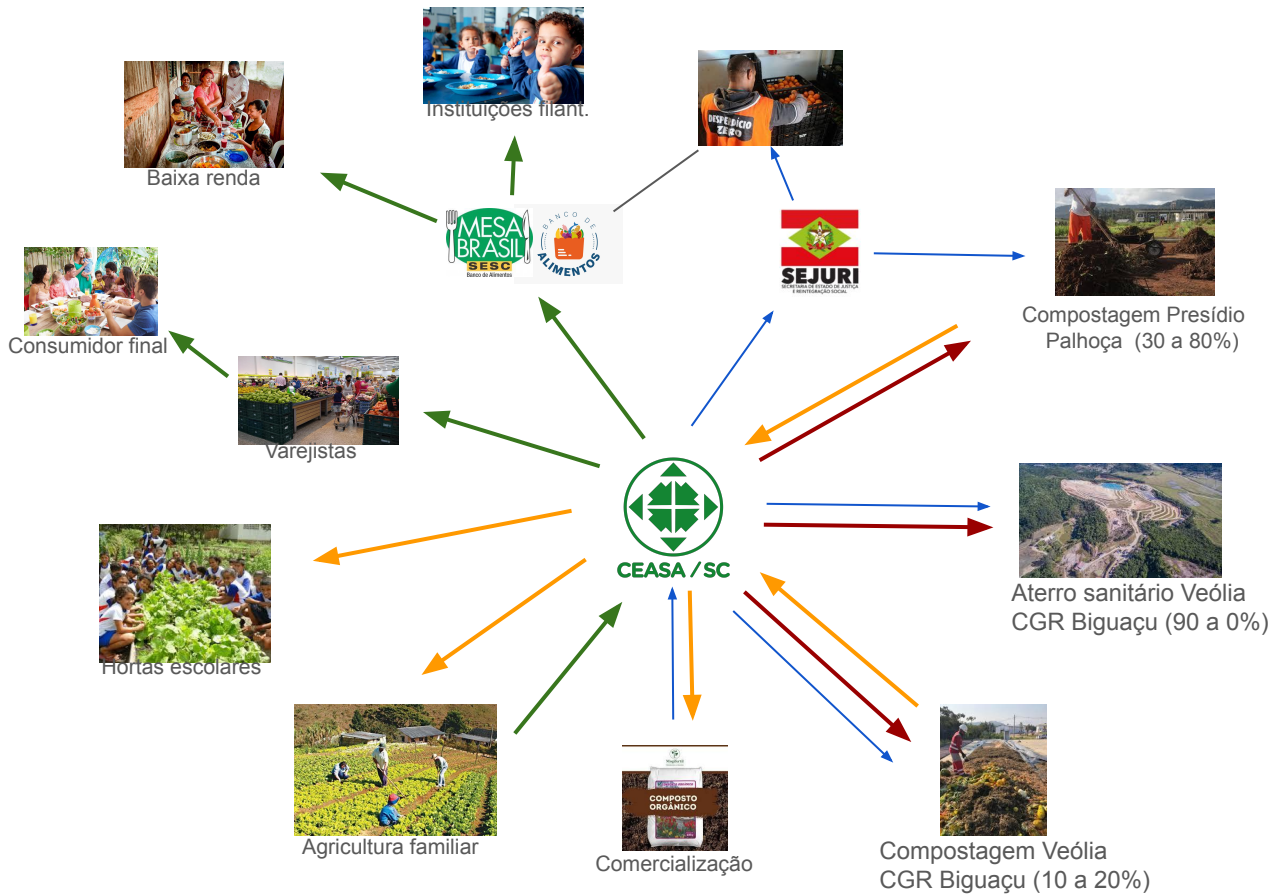 Instituições filant.
DESPERDÍCIO
ZERO
Baixa renda
MESA
BRASIL
SESC
Banco de Alimentos
BANCO DE
ALIMENTOS
SEJURI
SECRETARIA DE ESTADO DE JUSTIÇA
E REINTEGRAÇÃO SOCIAL
Compostagem Presídio
Palhoça (30 a 80%)
Consumidor final
Varejistas
CEASA / SC
Aterro sanitário Veólia
CGR Biguaçu (90 a 0%)
Hortas escolares
Agricultura familiar
COMPOSTO
ORGÂNICO
Comercialização
Compostagem Veólia
CGR Biguaçu (10 a 20%)